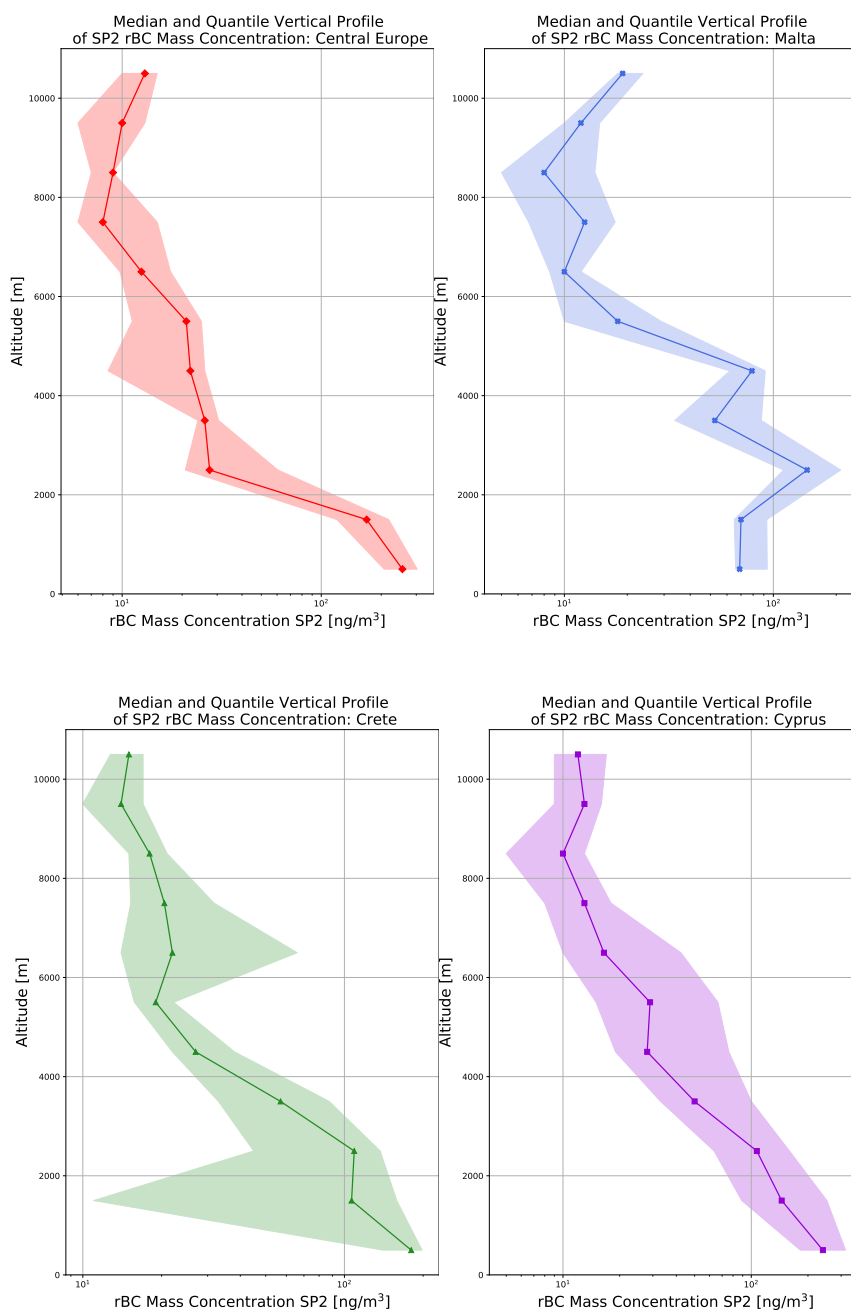 Median and Quantile Vertical Profile
of SP2 rBC Mass Concentration: Central Europe
Altitude [m]
10000
8000
6000
4000
2000
0
10¹
10²
rBC Mass Concentration SP2 [ng/m³]
Median and Quantile Vertical Profile
of SP2 rBC Mass Concentration: Malta
Altitude [m]
10000
8000
6000
4000
2000
0
10¹
10²
rBC Mass Concentration SP2 [ng/m³]
Median and Quantile Vertical Profile
of SP2 rBC Mass Concentration: Crete
Altitude [m]
10000
8000
6000
4000
2000
0
10¹
10²
rBC Mass Concentration SP2 [ng/m³]
Median and Quantile Vertical Profile
of SP2 rBC Mass Concentration: Cyprus
Altitude [m]
10000
8000
6000
4000
2000
0
10¹
10²
rBC Mass Concentration SP2 [ng/m³]